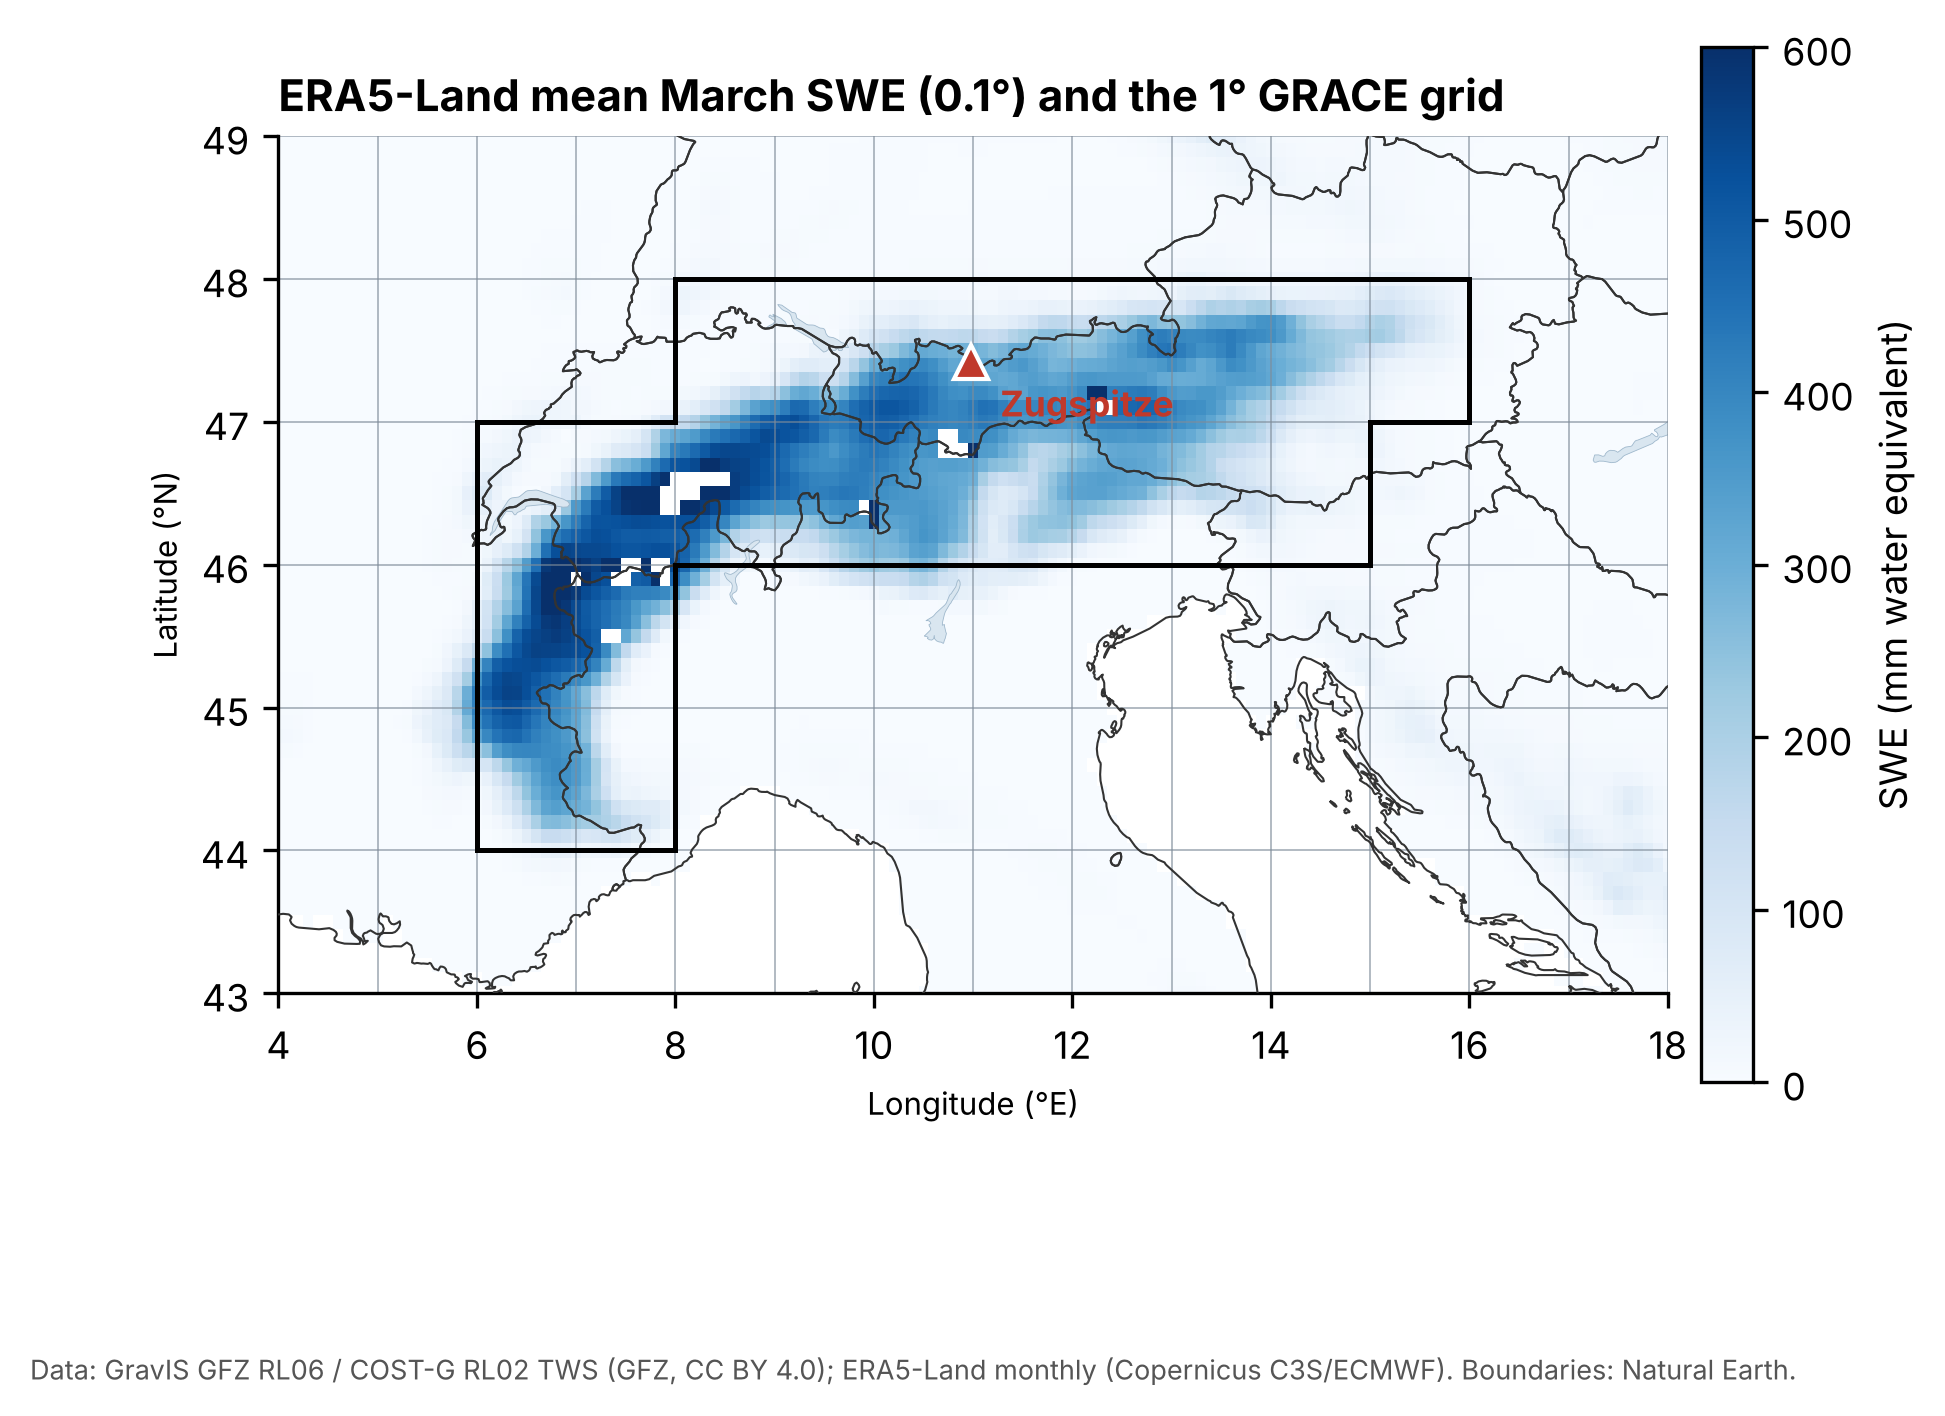 ERA5-Land mean March SWE (0.1°) and the 1° GRACE grid
49
48
47
46
45
44
43
Latitude (°N)
Zugspitze
4 6 8 10 12 14 16 18
Longitude (°E)
600
500
400
300
200
100
0
SWE (mm water equivalent)
Data: GravIS GFZ RL06 / COST-G RL02 TWS (GFZ, CC BY 4.0); ERA5-Land monthly (Copernicus C3S/ECMWF). Boundaries: Natural Earth.